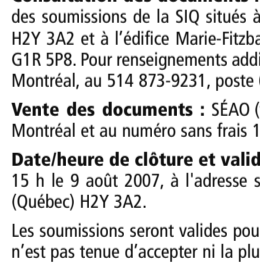 des soumissions de la SIQ situés à
H2Y 3A2 et à l’édifice Marie-Fitzba
G1R 5P8. Pour renseignements addi
Montréal, au 514 873-9231, poste
Vente des documents : SÉAO (
Montréal et au numéro sans frais 1
Date/heure de clôture et valid
15 h le 9 août 2007, à l'adresse s
(Québec) H2Y 3A2.
Les soumissions seront valides pou
n’est pas tenue d’accepter ni la plu